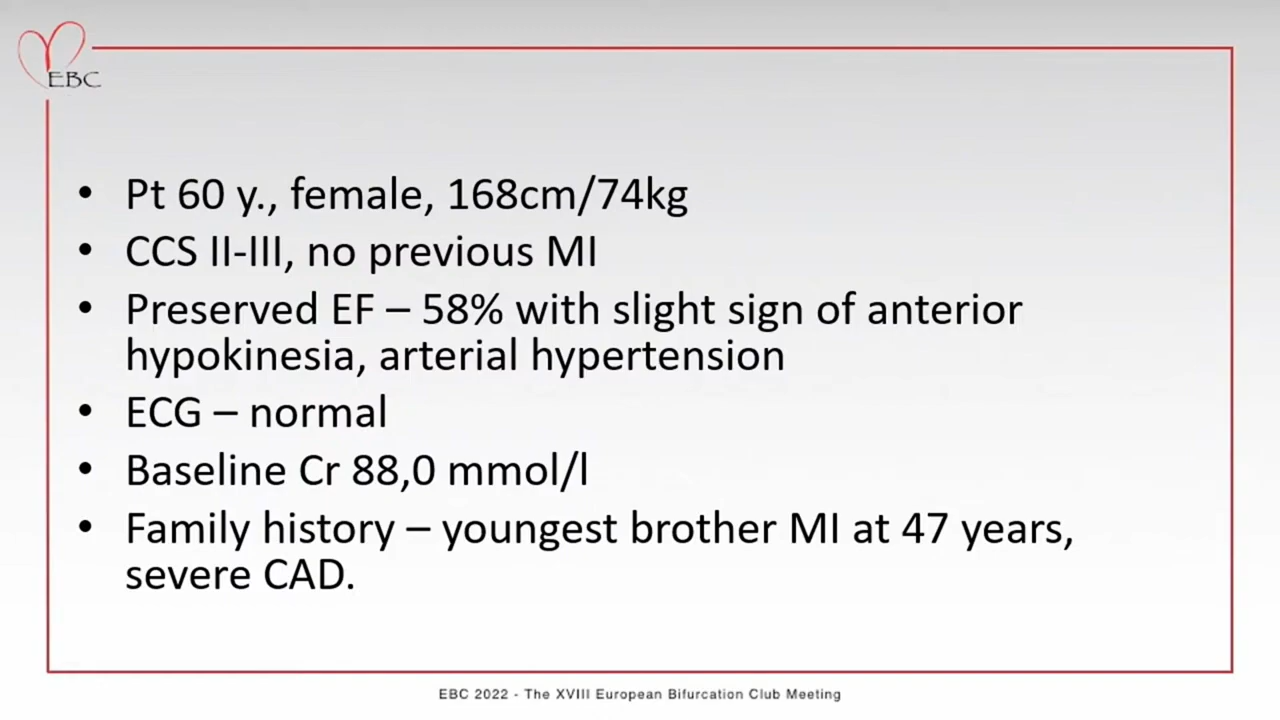 EBC
• Pt 60 y., female, 168cm/74kg
• CCS II-III, no previous MI
• Preserved EF – 58% with slight sign of anterior
hypokinesia, arterial hypertension
• ECG – normal
• Baseline Cr 88,0 mmol/l
• Family history – youngest brother MI at 47 years,
severe CAD.
EBC 2022 - The XVIII European Bifurcation Club Meeting